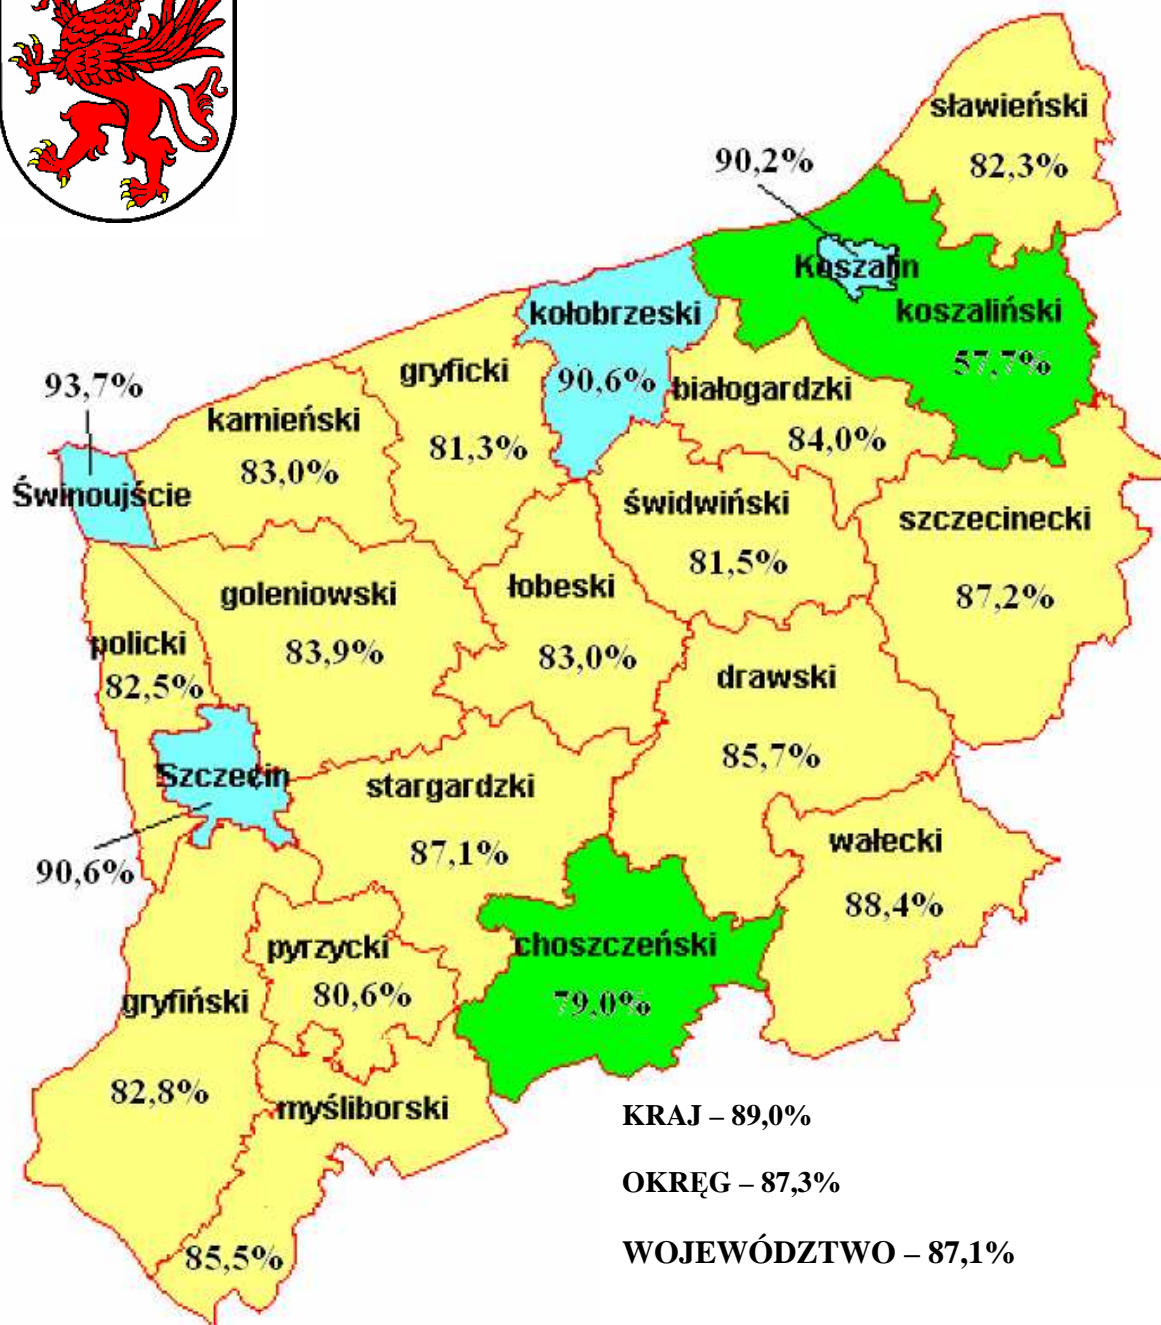 sławieński
82,3%
90,2%
Koszalin
koszaliński
57,7%
kołobrzeski
90,6%
gryficki
81,3%
białogardzki
84,0%
93,7%
Świnoujście
kamieński
83,0%
świdwiński
81,5%
szczecinecki
87,2%
goleniowski
83,9%
łobeski
83,0%
policki
82,5%
drawski
85,7%
Szczecin
90,6%
stargardzki
87,1%
wałecki
88,4%
choszczeński
79,0%
pyrzycki
80,6%
gryfiński
82,8%
myśliborski
85,5%
KRAJ – 89,0%
OKRĘG – 87,3%
WOJEWÓDZTWO – 87,1%